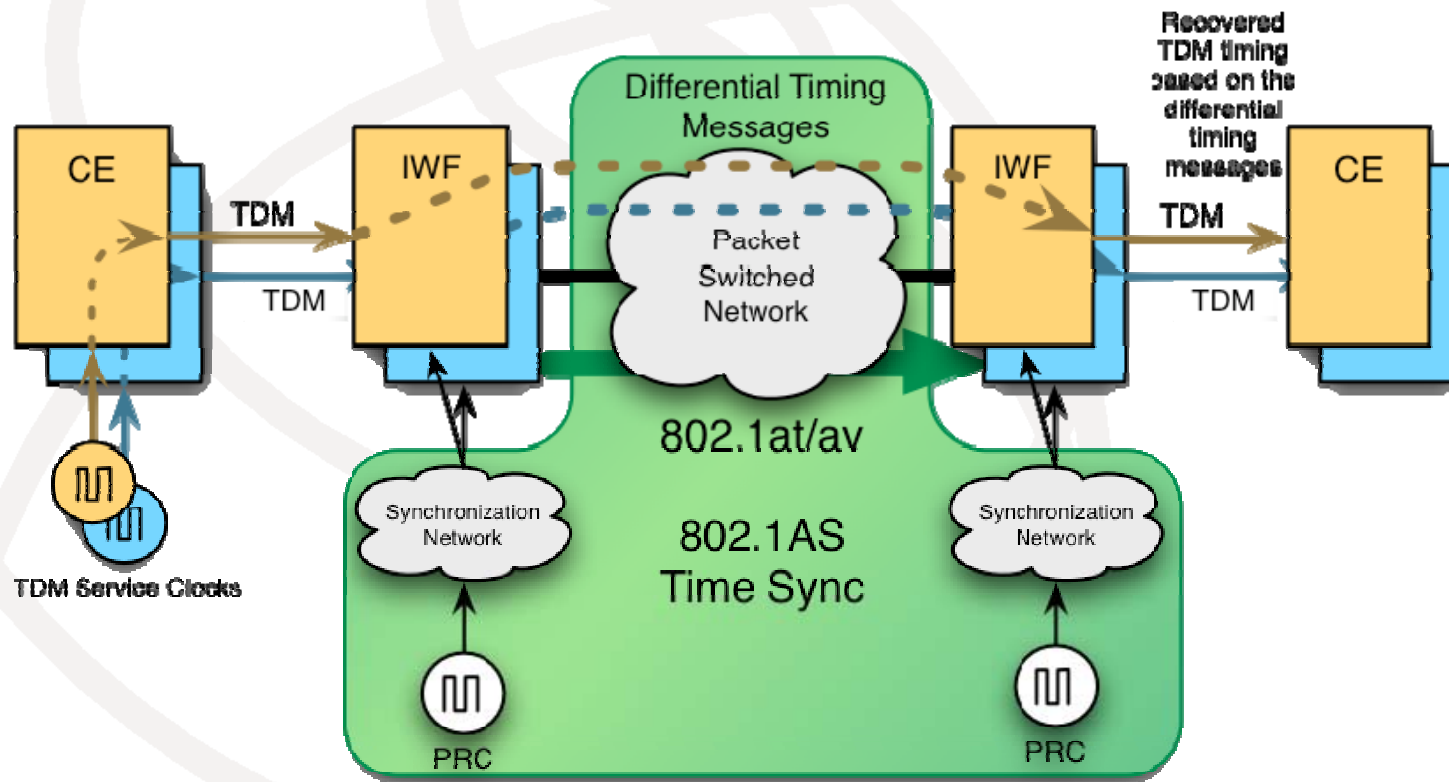 Recovered
TDM timing
based on the
differential
timing
messages
Differential Timing
Messages
CE
IWF
IWF
CE
TDM
TDM
TDM
TDM
Packet
Switched
Network
802.1at/av
Synchronization
Network
Synchronization
Network
802.1AS
Time Sync
TDM Service Clocks
PRC
PRC